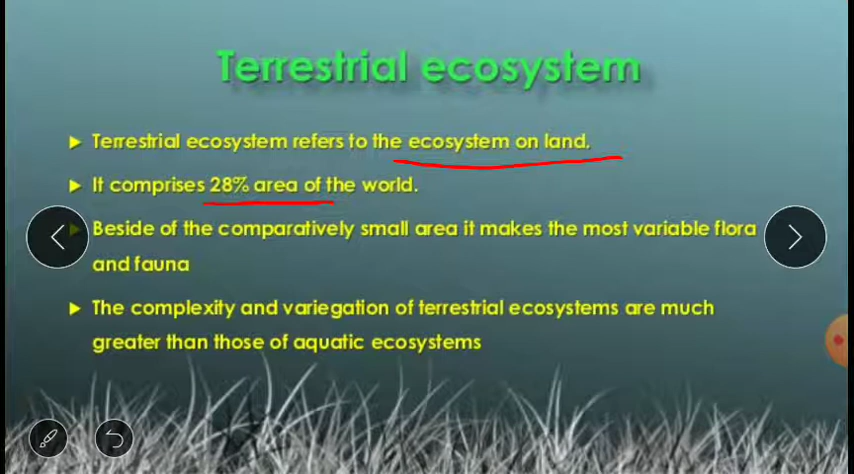 Terrestrial ecosystem
Terrestrial ecosystem refers to the ecosystem on land.
It comprises 28% area of the world.
Beside of the comparatively small area it makes the most variable flora
and fauna
The complexity and variegation of terrestrial ecosystems are much
greater than those of aquatic ecosystems